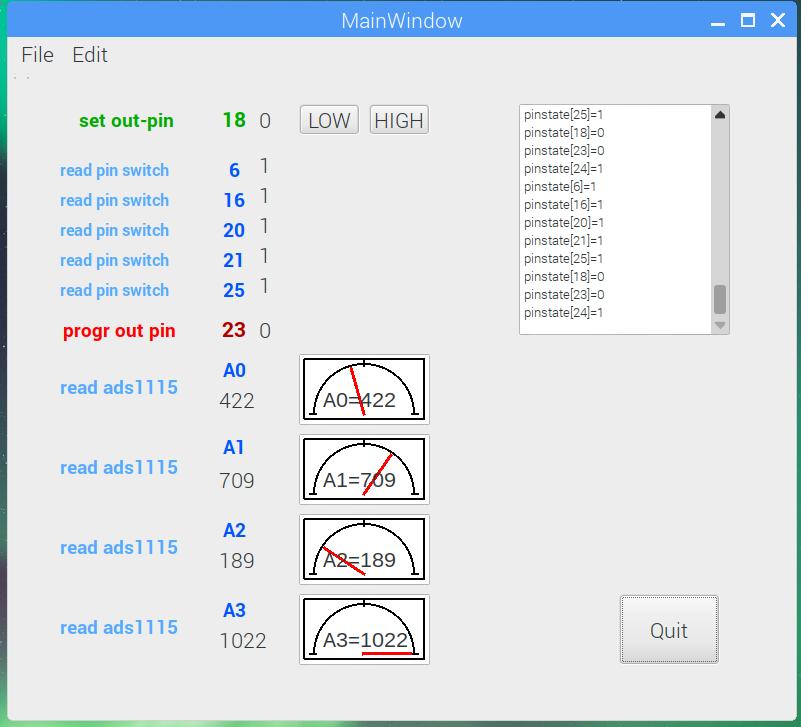 MainWindow
File Edit
set out-pin 18 0 LOW HIGH
read pin switch 6 1
read pin switch 16 1
read pin switch 20 1
read pin switch 21 1
read pin switch 25 1
progr out pin 23 0
read ads1115 A0 422 A0=422
read ads1115 A1 709 A1=709
read ads1115 A2 189 A2=189
read ads1115 A3 1022 A3=1022
pinstate[25]=1
pinstate[18]=0
pinstate[23]=0
pinstate[24]=1
pinstate[6]=1
pinstate[16]=1
pinstate[20]=1
pinstate[21]=1
pinstate[25]=1
pinstate[18]=0
pinstate[23]=0
pinstate[24]=1
Quit